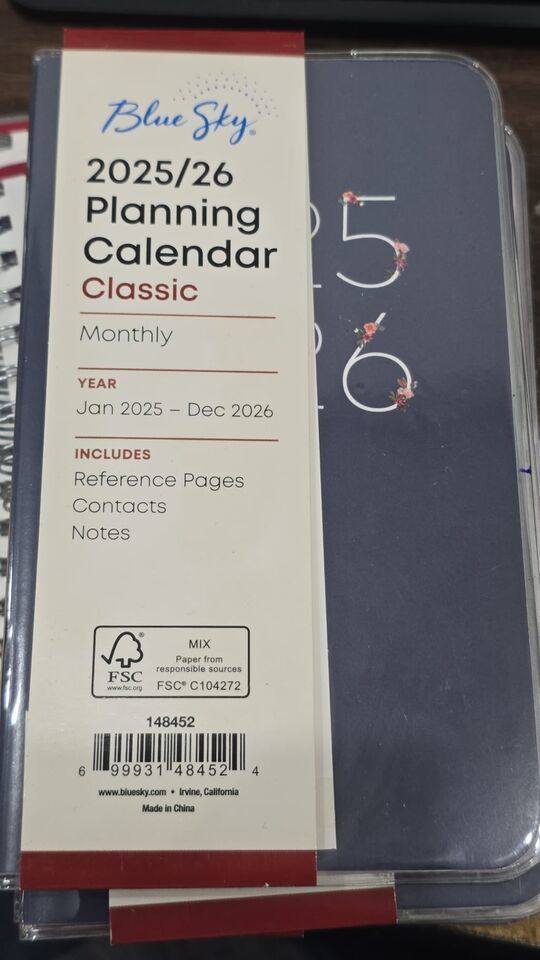 Blue Sky®
2025/26
Planning
Calendar
Classic
Monthly
YEAR
Jan 2025 – Dec 2026
INCLUDES
Reference Pages
Contacts
Notes
FSC®
www.fsc.org
MIX
Paper from
responsible sources
FSC® C104272
148452
6 99931 48452 4
www.bluesky.com • Irvine, California
Made in China
25
26